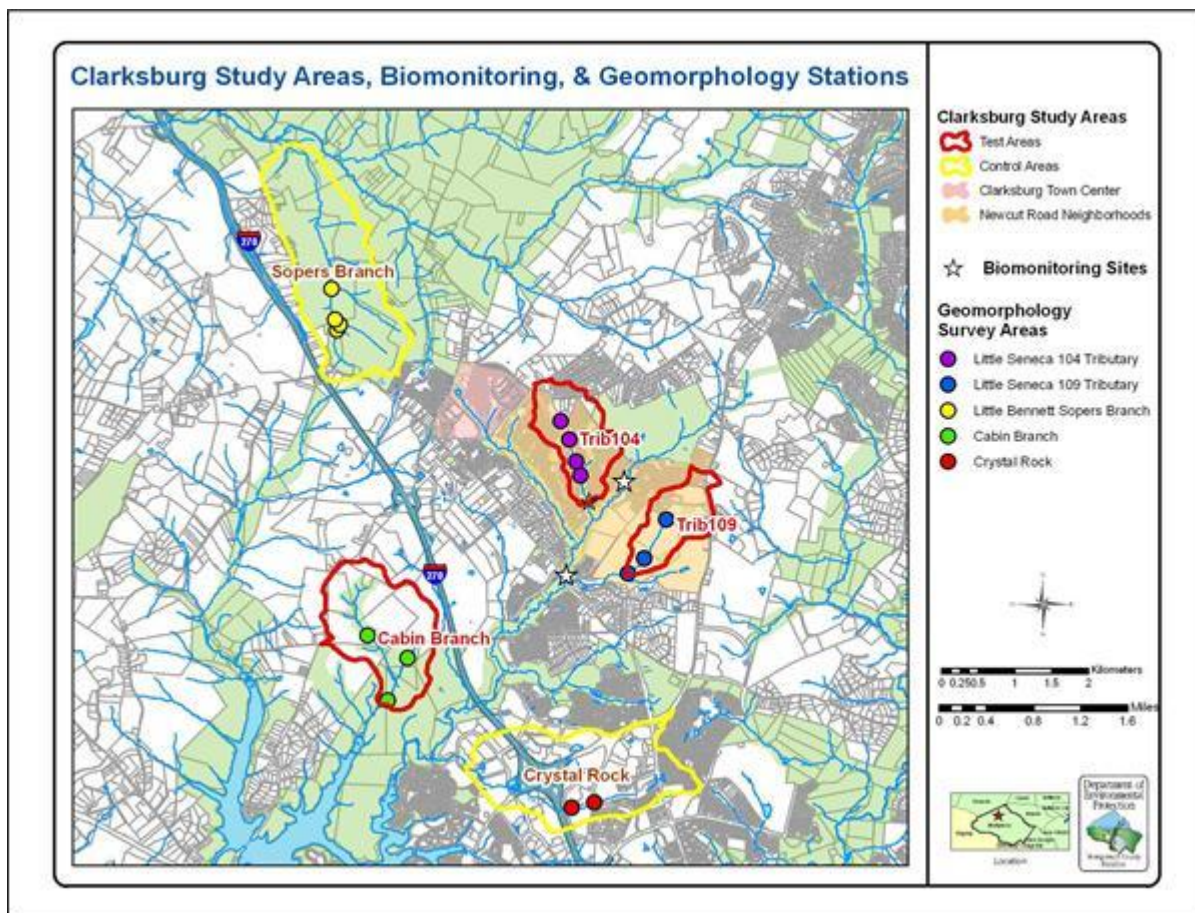 Clarksburg Study Areas, Biomonitoring, & Geomorphology Stations
270
Sopers Branch
Trib104
Trib109
270
Cabin Branch
Crystal Rock
Clarksburg Study Areas
Test Areas
Control Areas
Clarksburg Town Center
Newcut Road Neighborhoods
Biomonitoring Sites
Geomorphology
Survey Areas
Little Seneca 104 Tributary
Little Seneca 109 Tributary
Little Bennett Sopers Branch
Cabin Branch
Crystal Rock
Kilometers
0 0.25 0.5 1 1.5 2
Miles
0 0.2 0.4 0.8 1.2 1.6
Location
Department of
Environmental
Protection